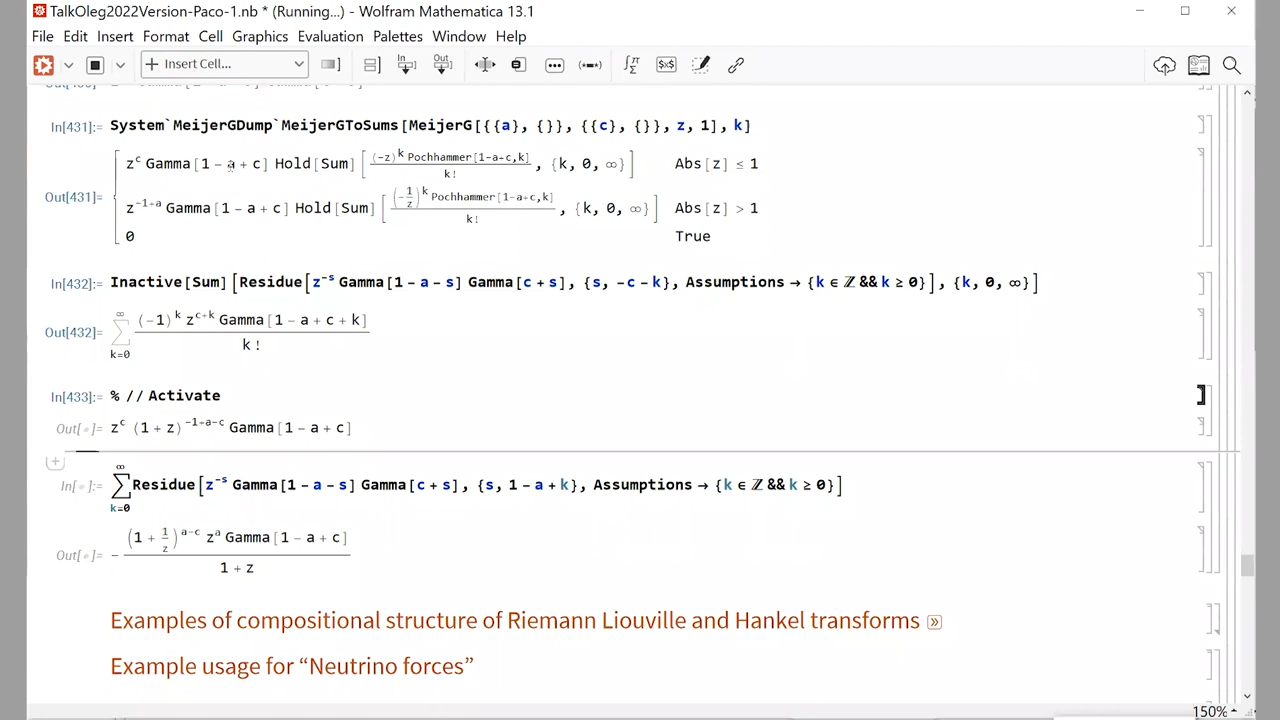 TalkOleg2022Version-Paco-1.nb * (Running...) - Wolfram Mathematica 13.1
File Edit Insert Format Cell Graphics Evaluation Palettes Window Help
Insert Cell... In Out
In[431]:= System`MeijerGDump`MeijerGToSums[MeijerG[{{a}, {}}, {{c}, {}}, z, 1], k]
Out[431]=
z^c Gamma[1 - a + c] Hold[Sum][(-z)^k Pochhammer[1-a+c,k] / k!, {k, 0, ∞}] Abs[z] ≤ 1
z^-1+a Gamma[1 - a + c] Hold[Sum][(-1/z)^k Pochhammer[1-a+c,k] / k!, {k, 0, ∞}] Abs[z] > 1
0 True
In[432]:= Inactive[Sum][Residue[z^-s Gamma[1 - a - s] Gamma[c + s], {s, -c - k}, Assumptions → {k ∈ ℤ && k ≥ 0}], {k, 0, ∞}]
Out[432]= ∑ k=0 ∞ (-1)^k z^c+k Gamma[1 - a + c + k] / k !
In[433]:= % // Activate
Out[∘]= z^c (1 + z)^-1+a-c Gamma[1 - a + c]
In[∘]:= ∑ k=0 ∞ Residue[z^-s Gamma[1 - a - s] Gamma[c + s], {s, 1 - a + k}, Assumptions → {k ∈ ℤ && k ≥ 0}]
Out[∘]= - (1 + 1/z)^a-c z^a Gamma[1 - a + c] / 1 + z
Examples of compositional structure of Riemann Liouville and Hankel transforms
Example usage for “Neutrino forces”
150%